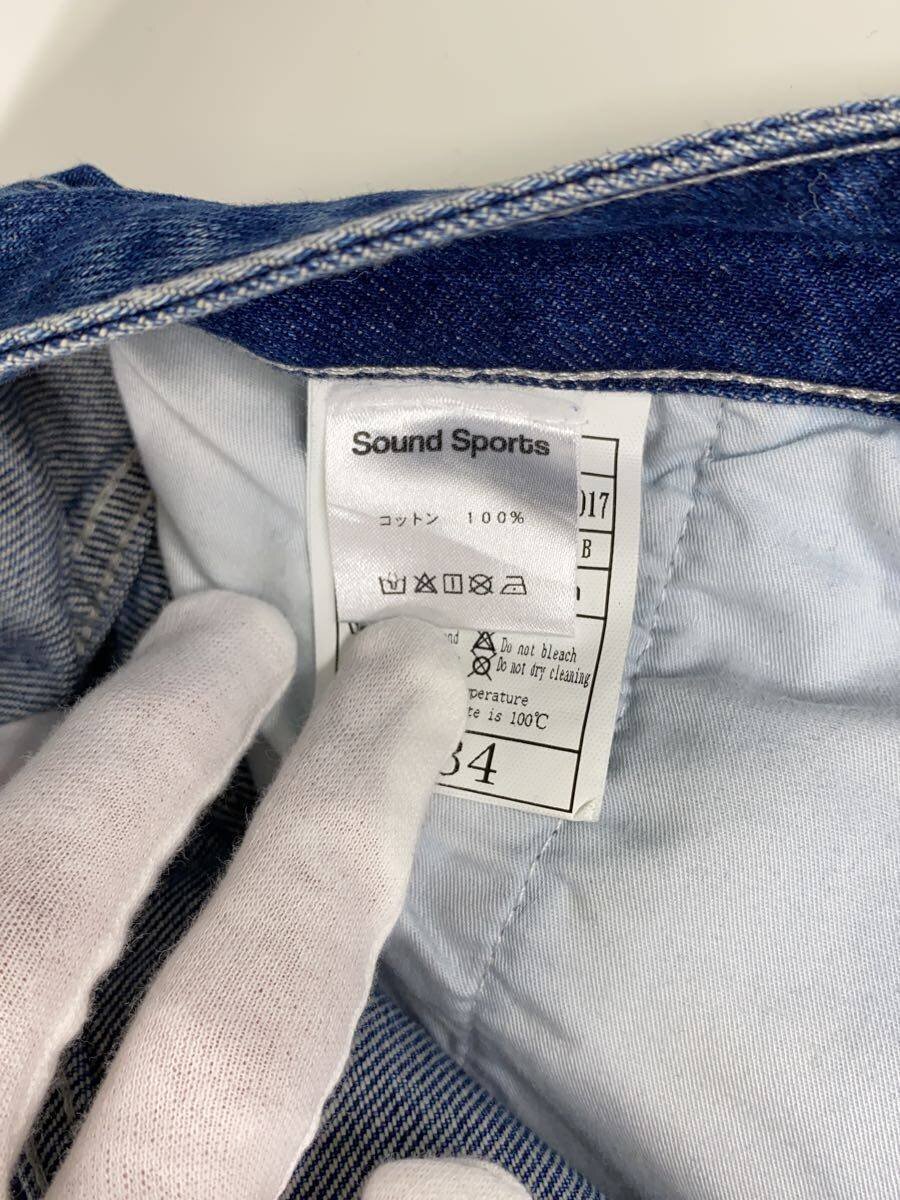 Sound Sports
コットン 100%
017
B
Do not bleach
Do not dry cleaning
te is 100℃
34